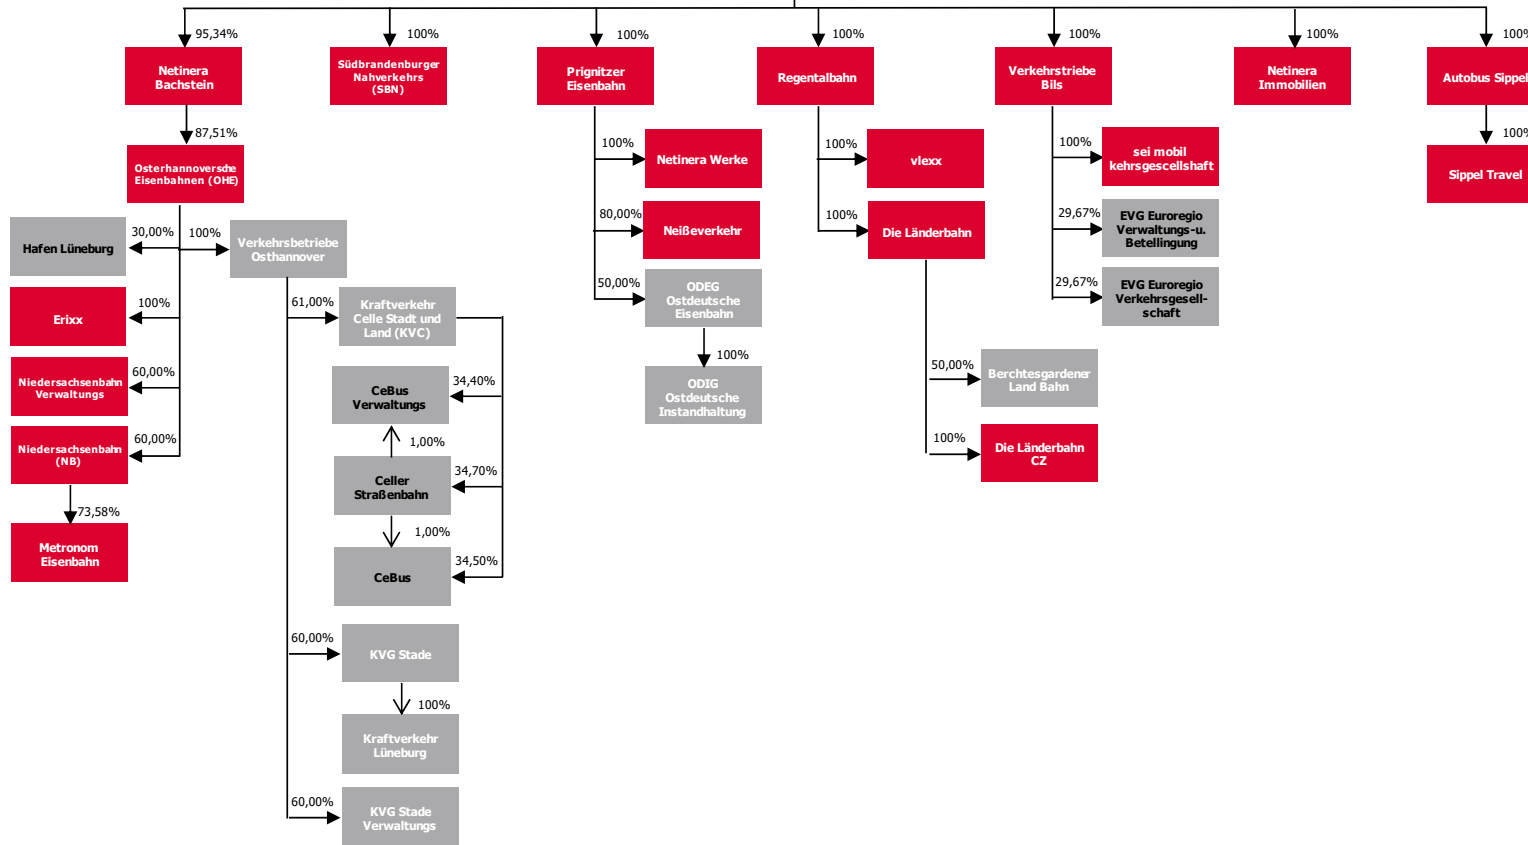 95,34%
100%
100%
100%
100%
100%
100%
Netinera
Bachstein
Südbrandenburger
Nahverkehrs
(SBN)
Prignitzer
Eisenbahn
Regentalbahn
Verkehrstriebe
Bils
Netinera
Immobilien
Autobus Sippel
87,51%
100%
Osterhannoversche
Eisenbahnen (OHE)
Sippel Travel
100%
Netinera Werke
80,00%
Neißeverkehr
50,00%
ODEG
Ostdeutsche
Eisenbahn
100%
ODIG
Ostdeutsche
Instandhaltung
100%
vlexx
100%
Die Länderbahn
50,00%
Berchtesgardener
Land Bahn
100%
Die Länderbahn
CZ
100%
sei mobil
kehrsgescellshaft
29,67%
EVG Euroregio
Verwaltungs-u.
Betellingung
29,67%
EVG Euroregio
Verkehrsgesell-
schaft
30,00%
Hafen Lüneburg
100%
Verkehrsbetriebe
Osthannover
100%
Erixx
60,00%
Niedersachsenbahn
Verwaltungs
60,00%
Niedersachsenbahn
(NB)
73,58%
Metronom
Eisenbahn
61,00%
Kraftverkehr
Celle Stadt und
Land (KVC)
34,40%
CeBus
Verwaltungs
1,00%
34,70%
Celler
Straßenbahn
1,00%
34,50%
CeBus
60,00%
KVG Stade
100%
Kraftverkehr
Lüneburg
60,00%
KVG Stade
Verwaltungs